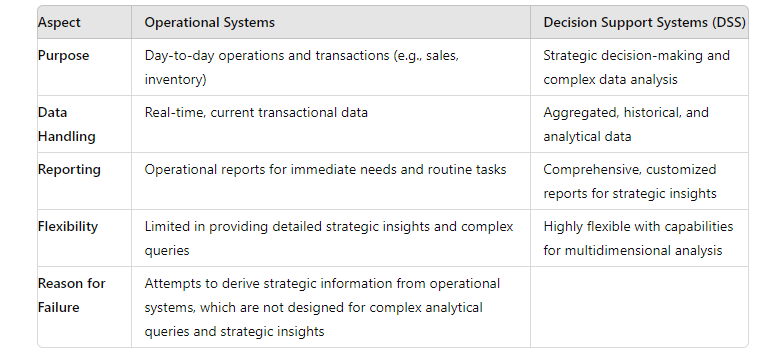 Aspect
Operational Systems
Decision Support Systems (DSS)
Purpose
Day-to-day operations and transactions (e.g., sales,
inventory)
Strategic decision-making and
complex data analysis
Data
Handling
Real-time, current transactional data
Aggregated, historical, and
analytical data
Reporting
Operational reports for immediate needs and routine tasks
Comprehensive, customized
reports for strategic insights
Flexibility
Limited in providing detailed strategic insights and complex
queries
Highly flexible with capabilities
for multidimensional analysis
Reason for
Failure
Attempts to derive strategic information from operational
systems, which are not designed for complex analytical
queries and strategic insights